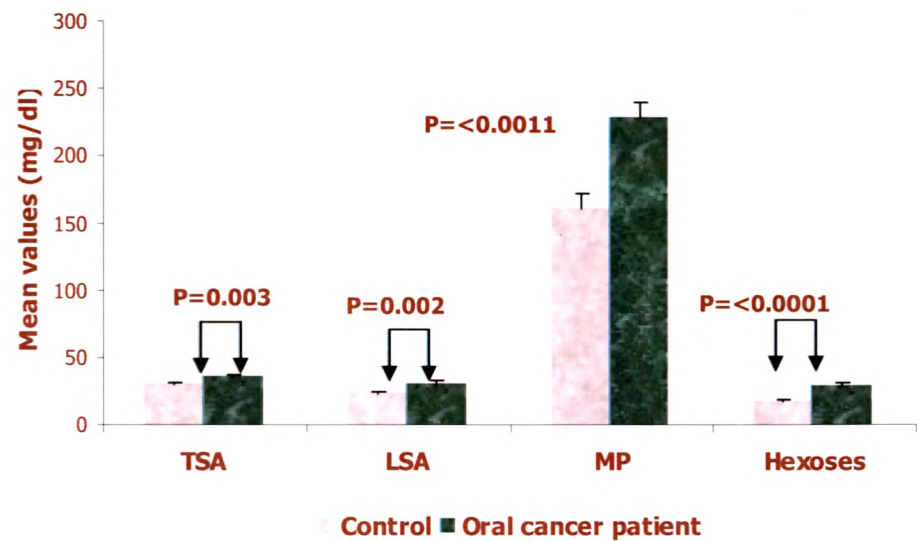 300
250
200
150
100
50
0
Mean values (mg/dl)
P=0.003
P=0.002
P=<0.0011
P=<0.0001
TSA LSA MP Hexoses
Control Oral cancer patient